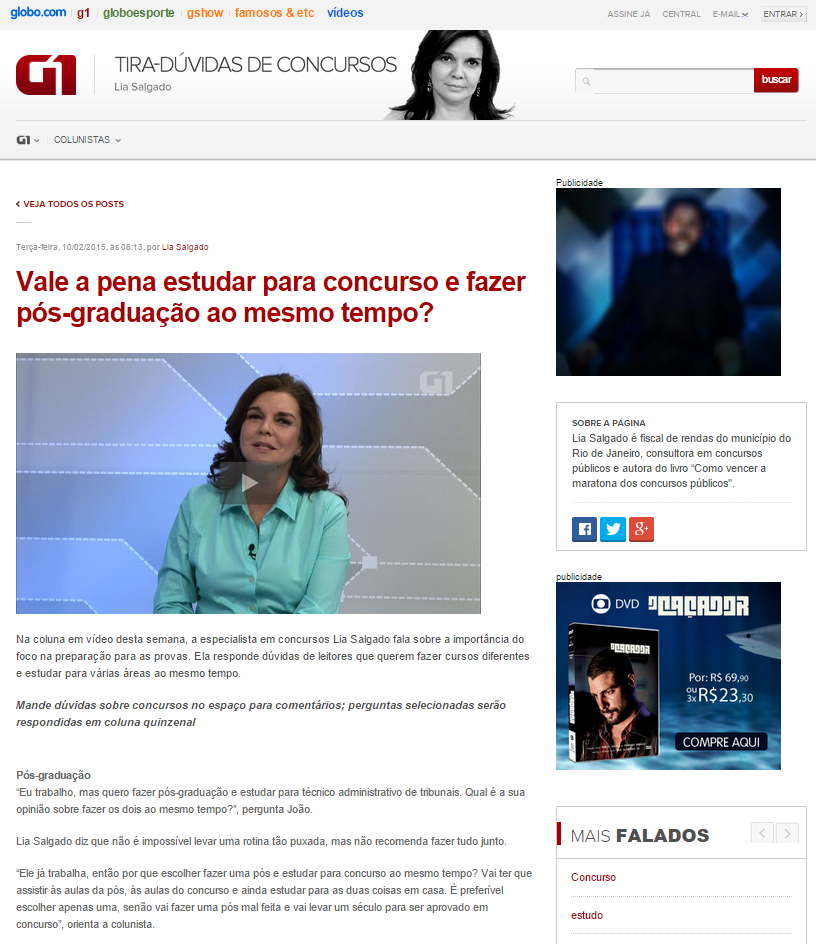 globo.com g1 globoesporte gshow famosos & etc vídeos
ASSINE JÁ CENTRAL E-MAIL ENTRAR
G1
TIRA-DÚVIDAS DE CONCURSOS
Lia Salgado
buscar
G1 COLUNISTAS
VEJA TODOS OS POSTS
Terça-feira, 10/02/2015, às 08:13, por Lia Salgado
Vale a pena estudar para concurso e fazer
pós-graduação ao mesmo tempo?
G1
Na coluna em vídeo desta semana, a especialista em concursos Lia Salgado fala sobre a importância do
foco na preparação para as provas. Ela responde dúvidas de leitores que querem fazer cursos diferentes
e estudar para várias áreas ao mesmo tempo.
Mande dúvidas sobre concursos no espaço para comentários; perguntas selecionadas serão
respondidas em coluna quinzenal
Pós-graduação
“Eu trabalho, mas quero fazer pós-graduação e estudar para técnico administrativo de tribunais. Qual é a sua
opinião sobre fazer os dois ao mesmo tempo?”, pergunta João.
Lia Salgado diz que não é impossível levar uma rotina tão puxada, mas não recomenda fazer tudo junto.
“Ele já trabalha, então por que escolher fazer uma pós e estudar para concurso ao mesmo tempo? Vai ter que
assistir às aulas da pós, às aulas do concurso e ainda estudar para as duas coisas em casa. É preferível
escolher apenas uma, senão vai fazer uma pós mal feita e vai levar um século para ser aprovado em
concurso”, orienta a colunista.
Publicidade
SOBRE A PÁGINA
Lia Salgado é fiscal de rendas do município do
Rio de Janeiro, consultora em concursos
públicos e autora do livro “Como vencer a
maratona dos concursos públicos”.
publicidade
DVD O CAÇADOR
O CAÇADOR
Por: R$ 69,90
ou
3x R$23,30
COMPRE AQUI
MAIS FALADOS
Concurso
estudo